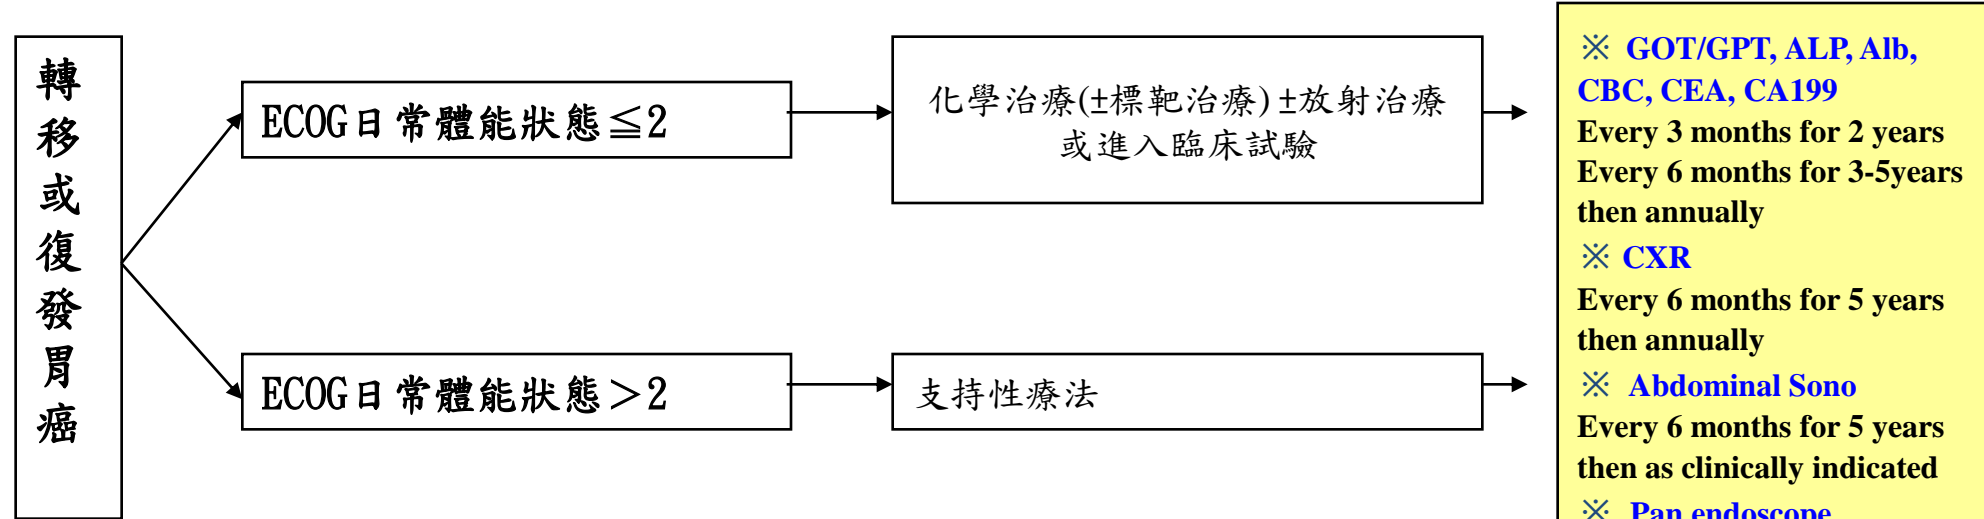 轉移或復發胃癌
ECOG日常體能狀態≦2
化學治療(±標靶治療)±放射治療
或進入臨床試驗
ECOG日常體能狀態＞2
支持性療法
※ GOT/GPT, ALP, Alb,
CBC, CEA, CA199
Every 3 months for 2 years
Every 6 months for 3-5years
then annually
※ CXR
Every 6 months for 5 years
then annually
※ Abdominal Sono
Every 6 months for 5 years
then as clinically indicated
※ Pan endoscope